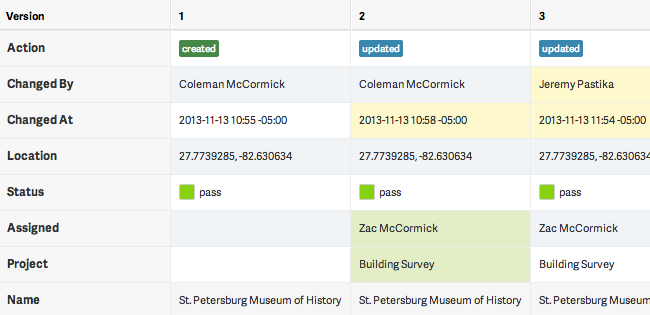 Version 1 2 3
Action created updated updated
Changed By Coleman McCormick Coleman McCormick Jeremy Pastika
Changed At 2013-11-13 10:55 -05:00 2013-11-13 10:58 -05:00 2013-11-13 11:54 -05:00
Location 27.7739285, -82.630634 27.7739285, -82.630634 27.7739285, -82.630634
Status pass pass pass
Assigned Zac McCormick Zac McCormick
Project Building Survey Building Survey
Name St. Petersburg Museum of History St. Petersburg Museum of History St. Petersburg Museum